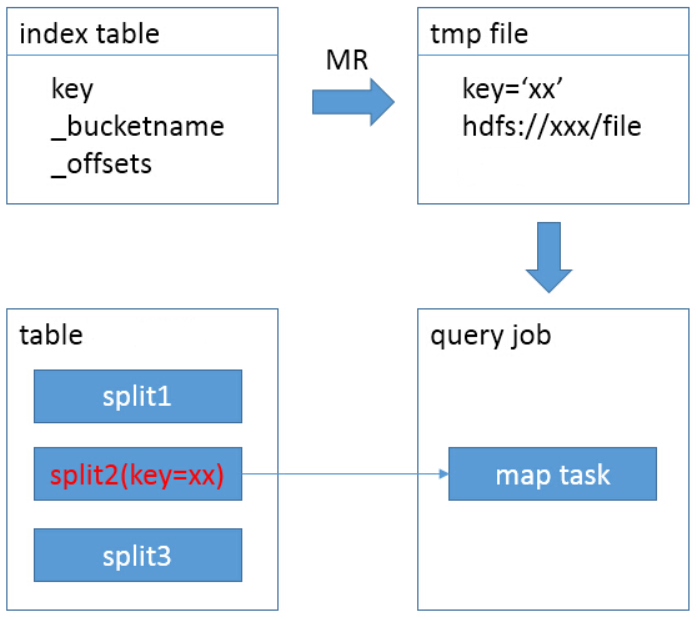 index table
key
_bucketname
_offsets
MR
tmp file
key=‘xx’
hdfs://xxx/file
table
split1
split2(key=xx)
split3
query job
map task